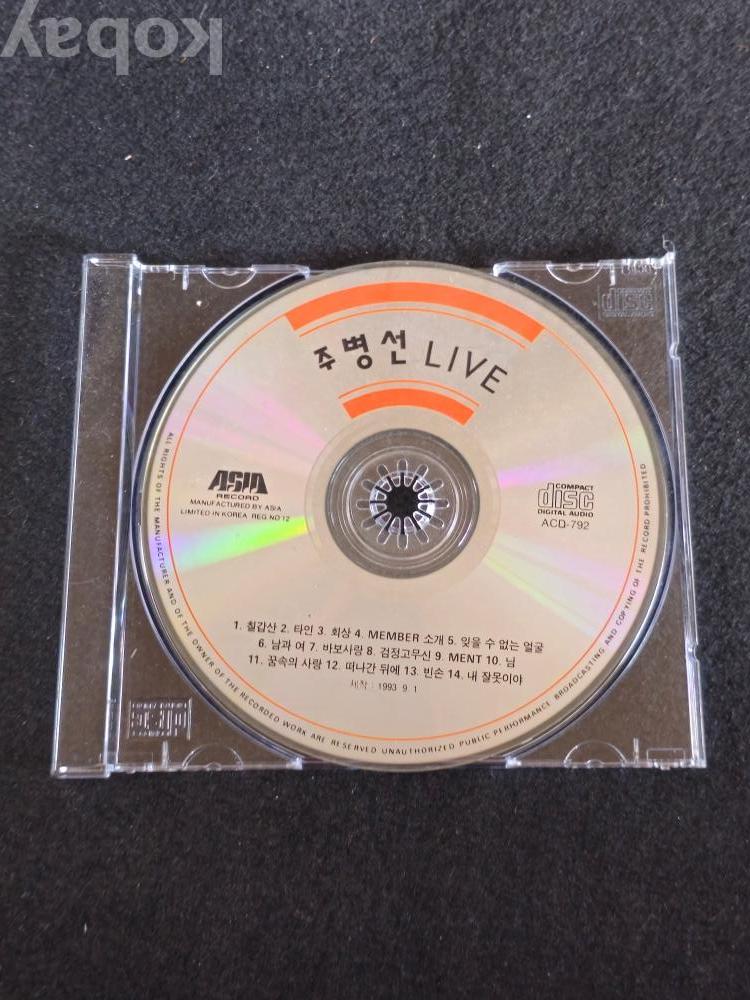 kobay
주병선 LIVE
ASIA
RECORD
MANUFACTURED BY ASIA
LIMITED IN KOREA REG.NO'12
COMPACT
disc
DIGITAL AUDIO
ACD-792
1. 칠갑산 2. 타인 3. 회상 4. MEMBER 소개 5. 잊을 수 없는 얼굴
6. 남과 여 7. 바보사랑 8. 검정고무신 9. MENT 10. 님
11. 꿈속의 사랑 12. 떠나간 뒤에 13. 빈손 14. 내 잘못이야
제작 : 1993 9. 1
ALL RIGHTS OF THE MANUFACTURER AND OF THE OWNER OF THE RECORDED WORK ARE RESERVED UNAUTHORIZED PUBLIC PERFORMANCE BROADCASTING AND COPYING OF THE RECORD PROHIBITED
disc
disc